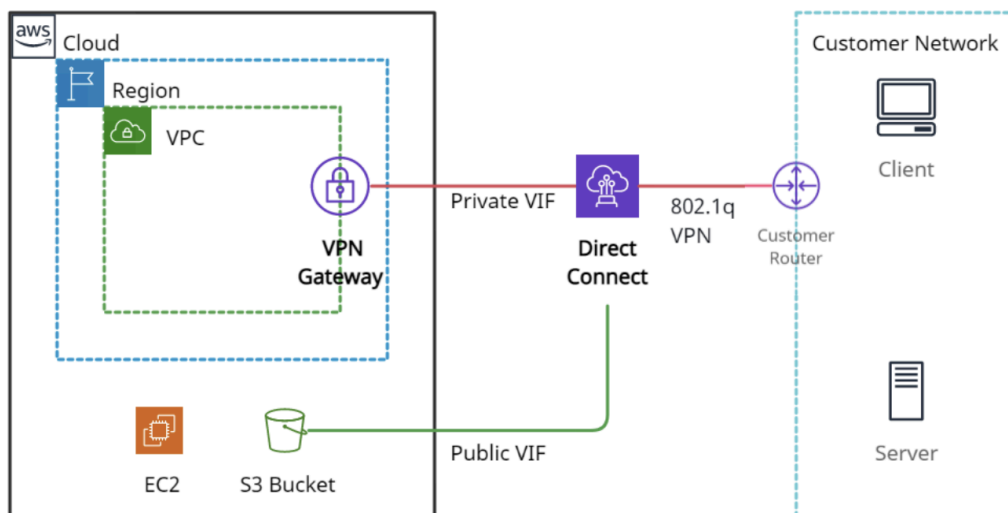 aws
Cloud
Customer Network
Region
VPC
Client
Private VIF
802.1q
VPN
VPN
Gateway
Direct
Connect
Customer
Router
Public VIF
EC2
S3 Bucket
Server